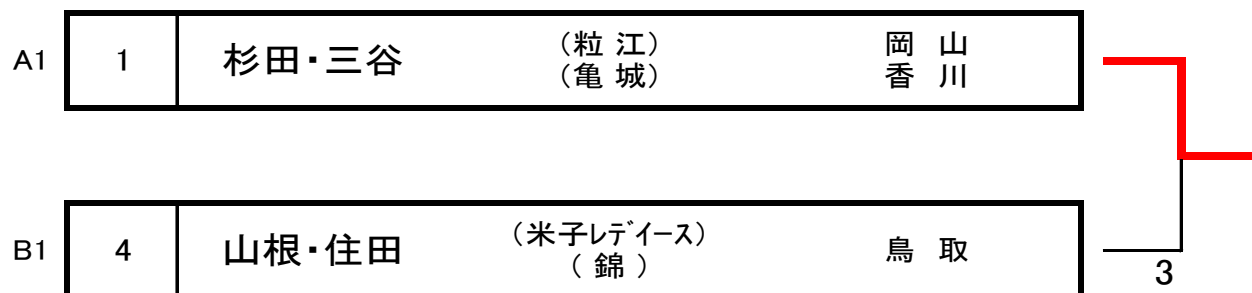 A1 1 杉田・三谷 (粒 江) 岡 山
(亀 城) 香 川
B1 4 山根・住田 (米子レディース) 鳥 取
( 錦 )
3